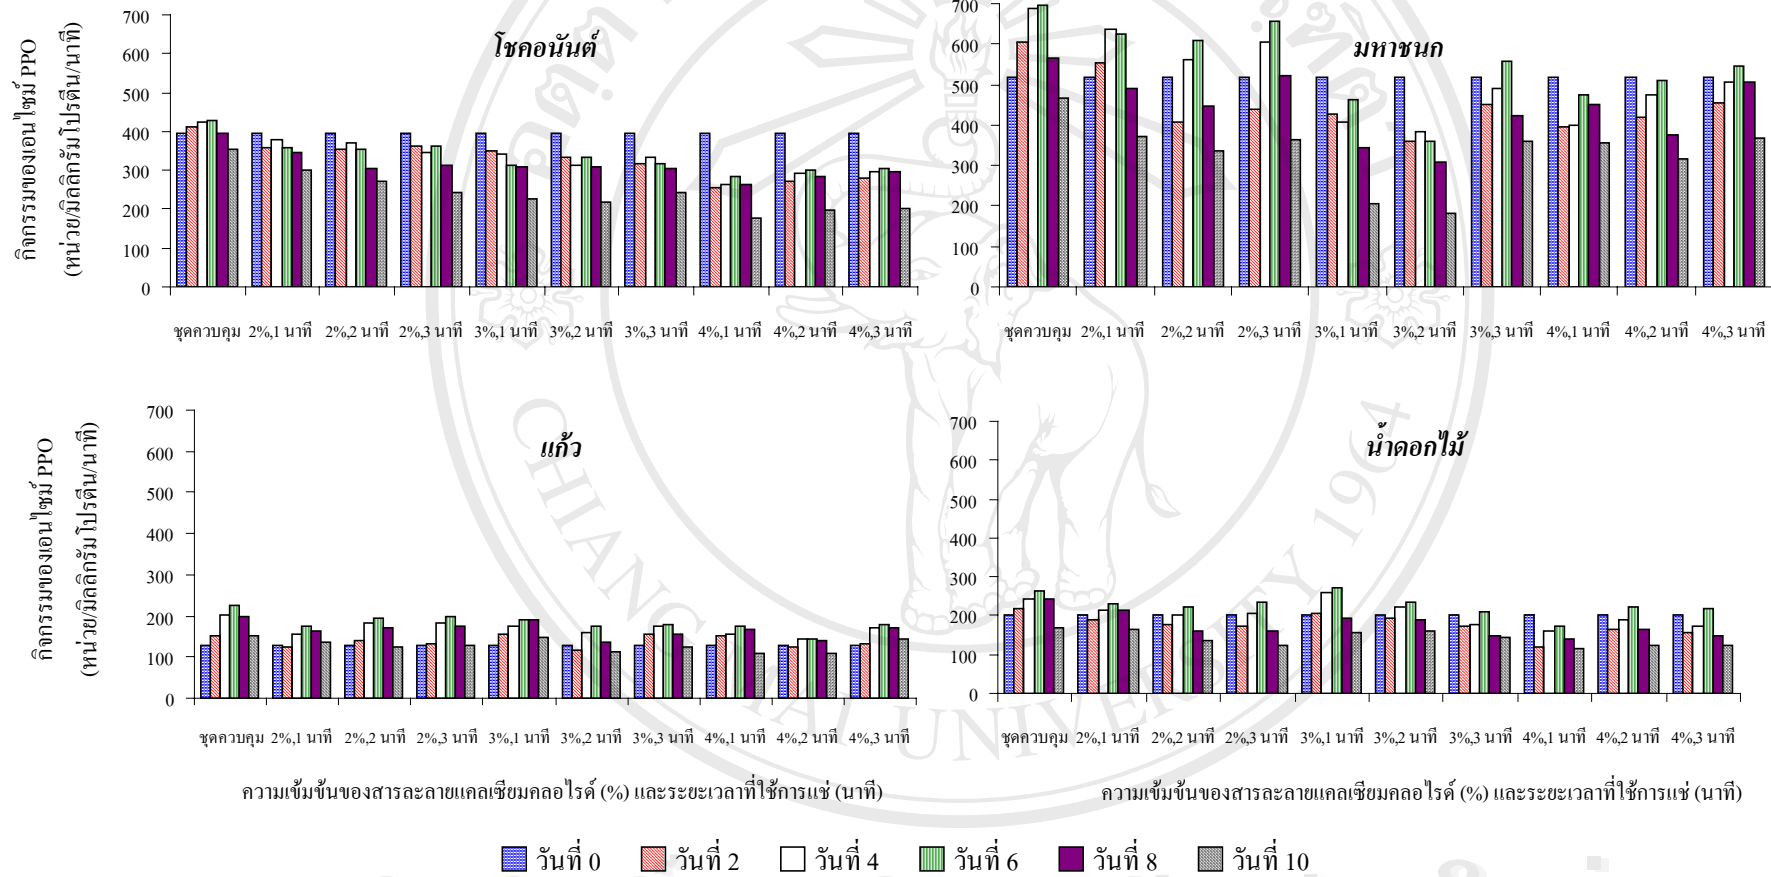 กิจกรรมของเอนไซม์ PPO
(หน่วย/มิลลิกรัมโปรตีน/นาที)
700
600
500
400
300
200
100
0
โชคอนันต์
ชุดควบคุม 2%,1 นาที 2%,2 นาที 2%,3 นาที 3%,1 นาที 3%,2 นาที 3%,3 นาที 4%,1 นาที 4%,2 นาที 4%,3 นาที
700
600
500
400
300
200
100
0
มหาชนก
ชุดควบคุม 2%,1 นาที 2%,2 นาที 2%,3 นาที 3%,1 นาที 3%,2 นาที 3%,3 นาที 4%,1 นาที 4%,2 นาที 4%,3 นาที
กิจกรรมของเอนไซม์ PPO
(หน่วย/มิลลิกรัมโปรตีน/นาที)
700
600
500
400
300
200
100
0
แก้ว
ชุดควบคุม 2%,1 นาที 2%,2 นาที 2%,3 นาที 3%,1 นาที 3%,2 นาที 3%,3 นาที 4%,1 นาที 4%,2 นาที 4%,3 นาที
ความเข้มข้นของสารละลายแคลเซียมคลอไรด์ (%) และระยะเวลาที่ใช้การแช่ (นาที)
700
600
500
400
300
200
100
0
น้ำดอกไม้
ชุดควบคุม 2%,1 นาที 2%,2 นาที 2%,3 นาที 3%,1 นาที 3%,2 นาที 3%,3 นาที 4%,1 นาที 4%,2 นาที 4%,3 นาที
ความเข้มข้นของสารละลายแคลเซียมคลอไรด์ (%) และระยะเวลาที่ใช้การแช่ (นาที)
วันที่ 0 วันที่ 2 วันที่ 4 วันที่ 6 วันที่ 8 วันที่ 10
CHIANG MAI UNIVERSITY 1964